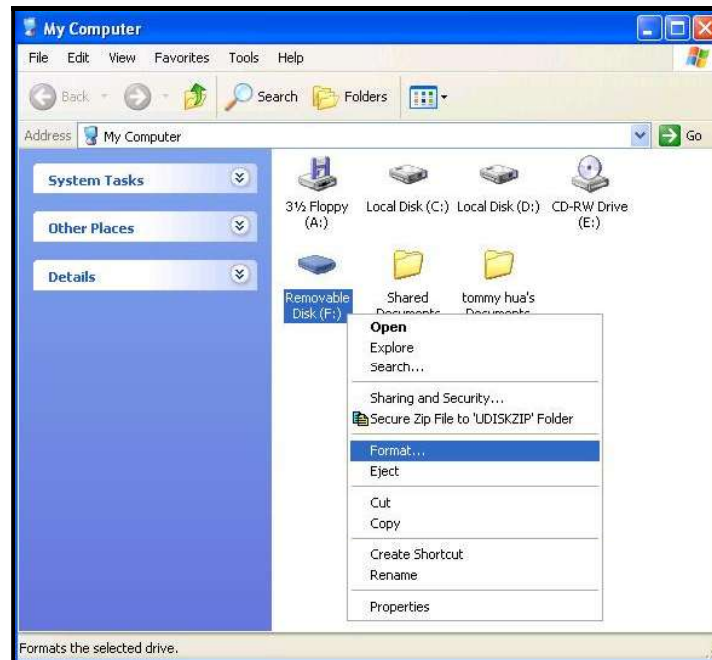 My Computer
File Edit View Favorites Tools Help
Back Search Folders
Address My Computer Go
System Tasks
Other Places
Details
3½ Floppy (A:)
Local Disk (C:)
Local Disk (D:)
CD-RW Drive (E:)
Removable Disk (F:)
Shared Documents
tommy hua's Documents
Open
Explore
Search...
Sharing and Security...
Secure Zip File to 'UDISKZIP' Folder
Format...
Eject
Cut
Copy
Create Shortcut
Rename
Properties
Formats the selected drive.